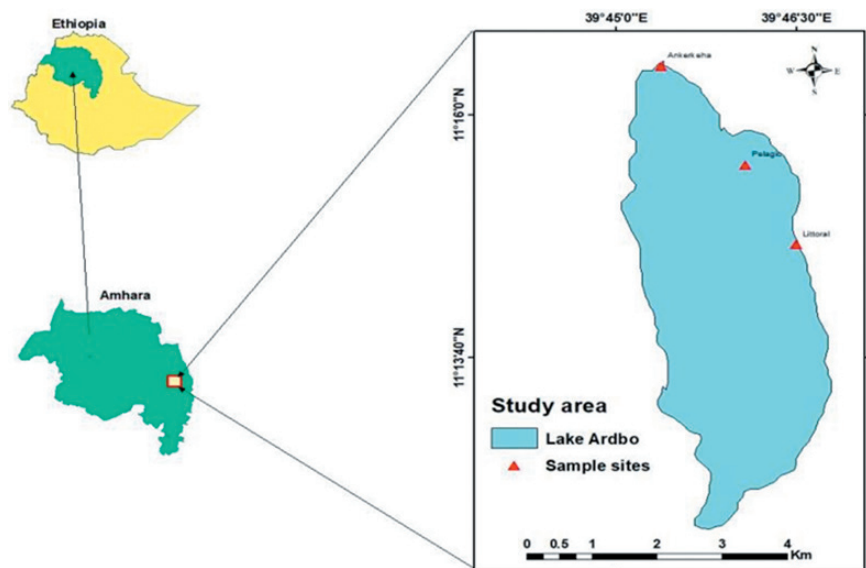 Ethiopia
Amhara
39°45'0"E
39°46'30"E
11°16'0"N
11°13'40"N
N
W
E
S
Ankarkaha
Pelagic
Littoral
Study area
Lake Ardbo
Sample sites
0 0.5 1 2 3 4
Km